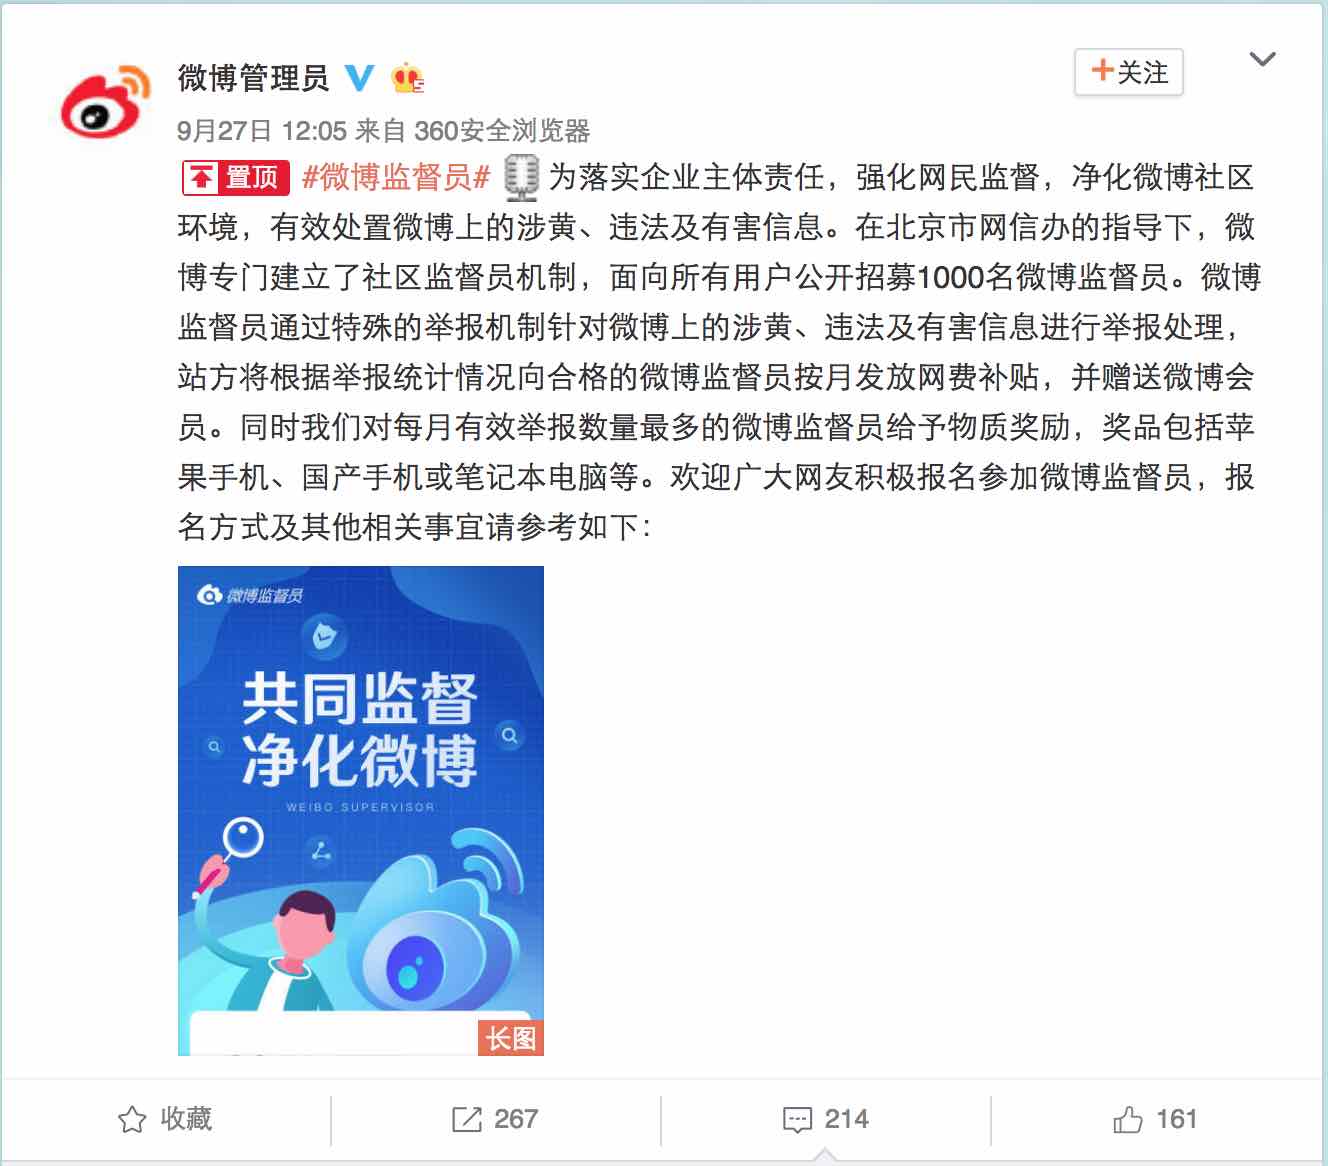 微博管理员
+关注
9月27日 12:05 来自 360安全浏览器
置顶 #微博监督员# 为落实企业主体责任，强化网民监督，净化微博社区
环境，有效处置微博上的涉黄、违法及有害信息。在北京市网信办的指导下，微
博专门建立了社区监督员机制，面向所有用户公开招募1000名微博监督员。微博
监督员通过特殊的举报机制针对微博上的涉黄、违法及有害信息进行举报处理，
站方将根据举报统计情况向合格的微博监督员按月发放网费补贴，并赠送微博会
员。同时我们对每月有效举报数量最多的微博监督员给予物质奖励，奖品包括苹
果手机、国产手机或笔记本电脑等。欢迎广大网友积极报名参加微博监督员，报
名方式及其他相关事宜请参考如下：
微博监督员
共同监督
净化微博
WEIBO SUPERVISOR
长图
收藏
267
214
161